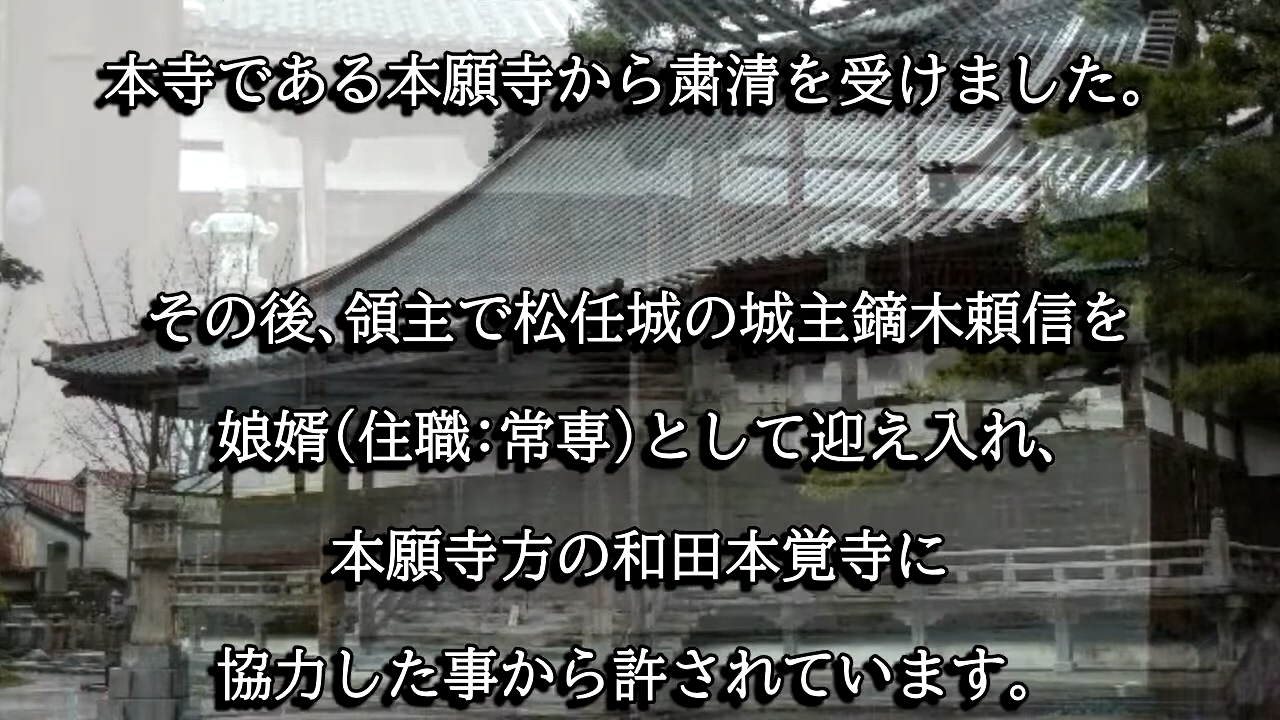 本寺である本願寺から粛清を受けました。
その後、領主で松任城の城主鏑木頼信を
娘婿（住職：常専）として迎え入れ、
本願寺方の和田本覚寺に
協力した事から許されています。